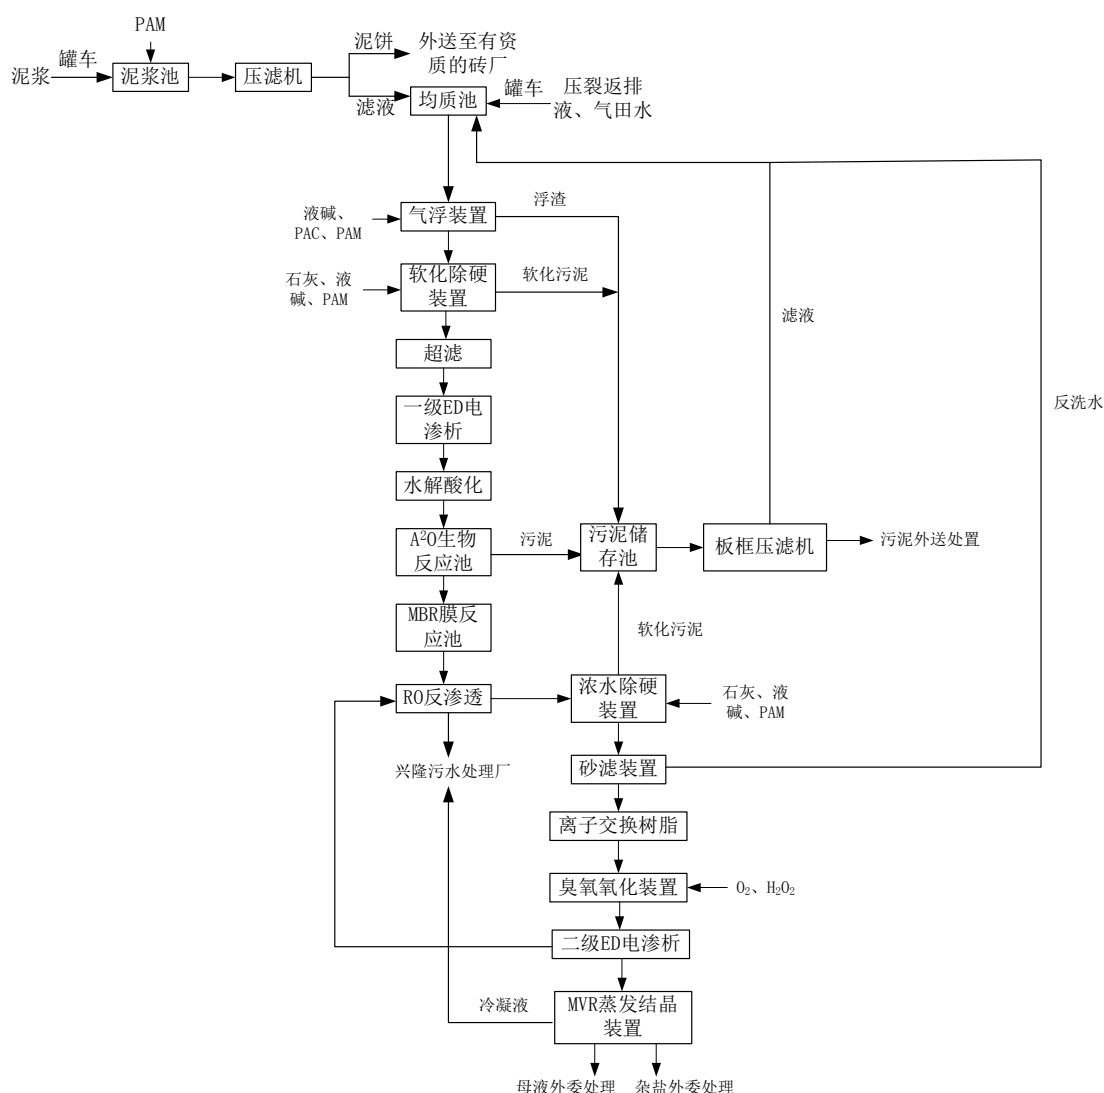 PAM
泥浆
罐车
泥浆池
压滤机
泥饼
外送至有资
质的砖厂
滤液
均质池
罐车
压裂返排
液、气田水
液碱、
PAC、PAM
气浮装置
浮渣
石灰、液
碱、PAM
软化除硬
装置
软化污泥
滤液
超滤
反洗水
一级ED电
渗析
水解酸化
A²O生物
反应池
污泥
污泥储
存池
板框压滤机
污泥外送处置
MBR膜反
应池
软化污泥
RO反渗透
浓水除硬
装置
石灰、液
碱、PAM
兴隆污水处理厂
砂滤装置
离子交换树脂
臭氧氧化装置
O₂、H₂O₂
二级ED电渗析
冷凝液
MVR蒸发结晶
装置
母液外委处理
杂盐外委处理